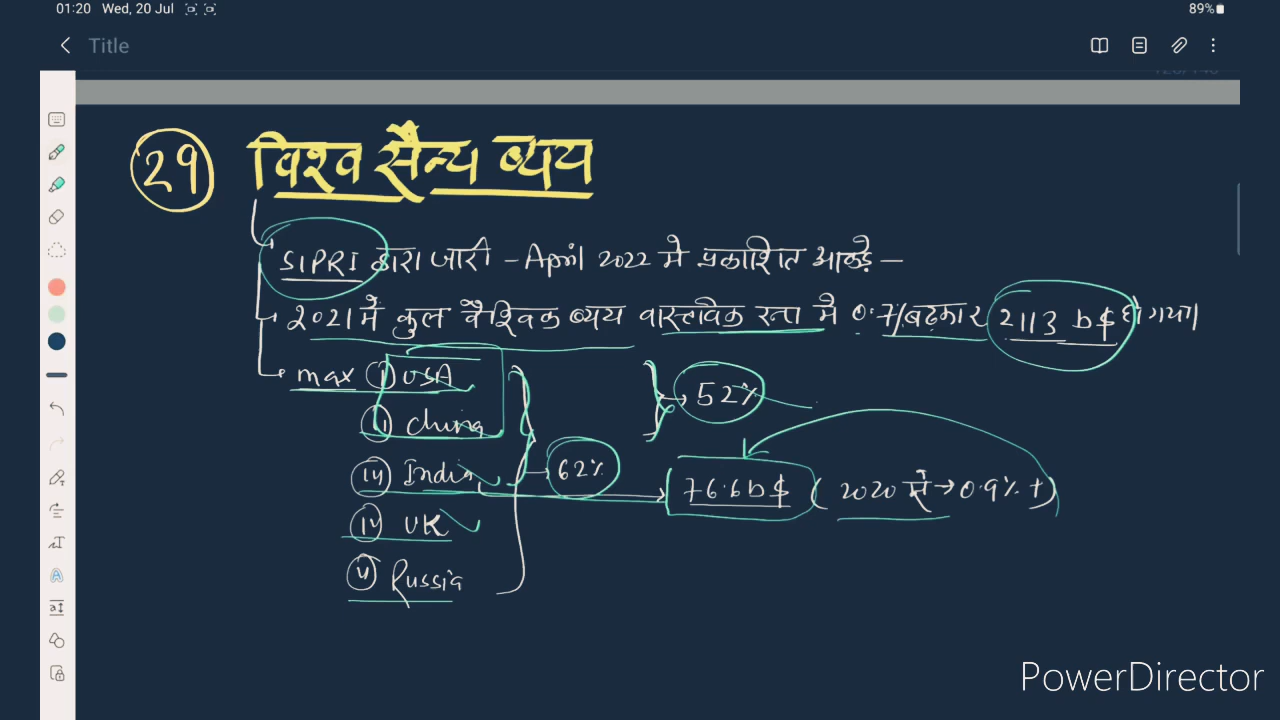 01:20 Wed, 20 Jul 89%
Title
29 विश्व सैन्य व्यय
SIPRI द्वारा जारी – April 2022 मे प्रकाशित आकडे –
2021 में कुल वैश्विक व्यय वास्तविक रूप मे 0.7% बढ़कर 2113 b$ हो गया।
max (i) USA
52%
(ii) China
(iii) India
62%
76.6b$ (2020 से → 0.9% +)
(iv) UK
(v) Russia
PowerDirector